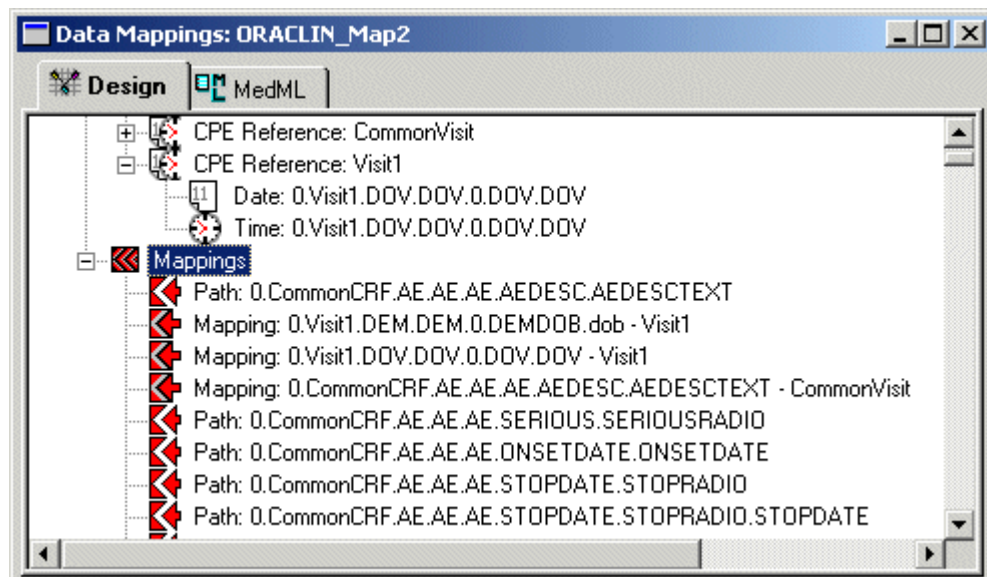 Data Mappings: ORACLIN_Map2
Design MedML
CPE Reference: CommonVisit
CPE Reference: Visit1
11 Date: 0.Visit1.DOV.DOV.0.DOV.DOV
Time: 0.Visit1.DOV.DOV.0.DOV.DOV
Mappings
Path: 0.CommonCRF.AE.AE.AE.AEDESC.AEDESCTEXT
Mapping: 0.Visit1.DEM.DEM.0.DEMDOB.dob - Visit1
Mapping: 0.Visit1.DOV.DOV.0.DOV.DOV - Visit1
Mapping: 0.CommonCRF.AE.AE.AE.AEDESC.AEDESCTEXT - CommonVisit
Path: 0.CommonCRF.AE.AE.AE.SERIOUS.SERIOUSRADIO
Path: 0.CommonCRF.AE.AE.AE.ONSETDATE.ONSETDATE
Path: 0.CommonCRF.AE.AE.AE.STOPDATE.STOPRADIO
Path: 0.CommonCRF.AE.AE.AE.STOPDATE.STOPRADIO.STOPDATE